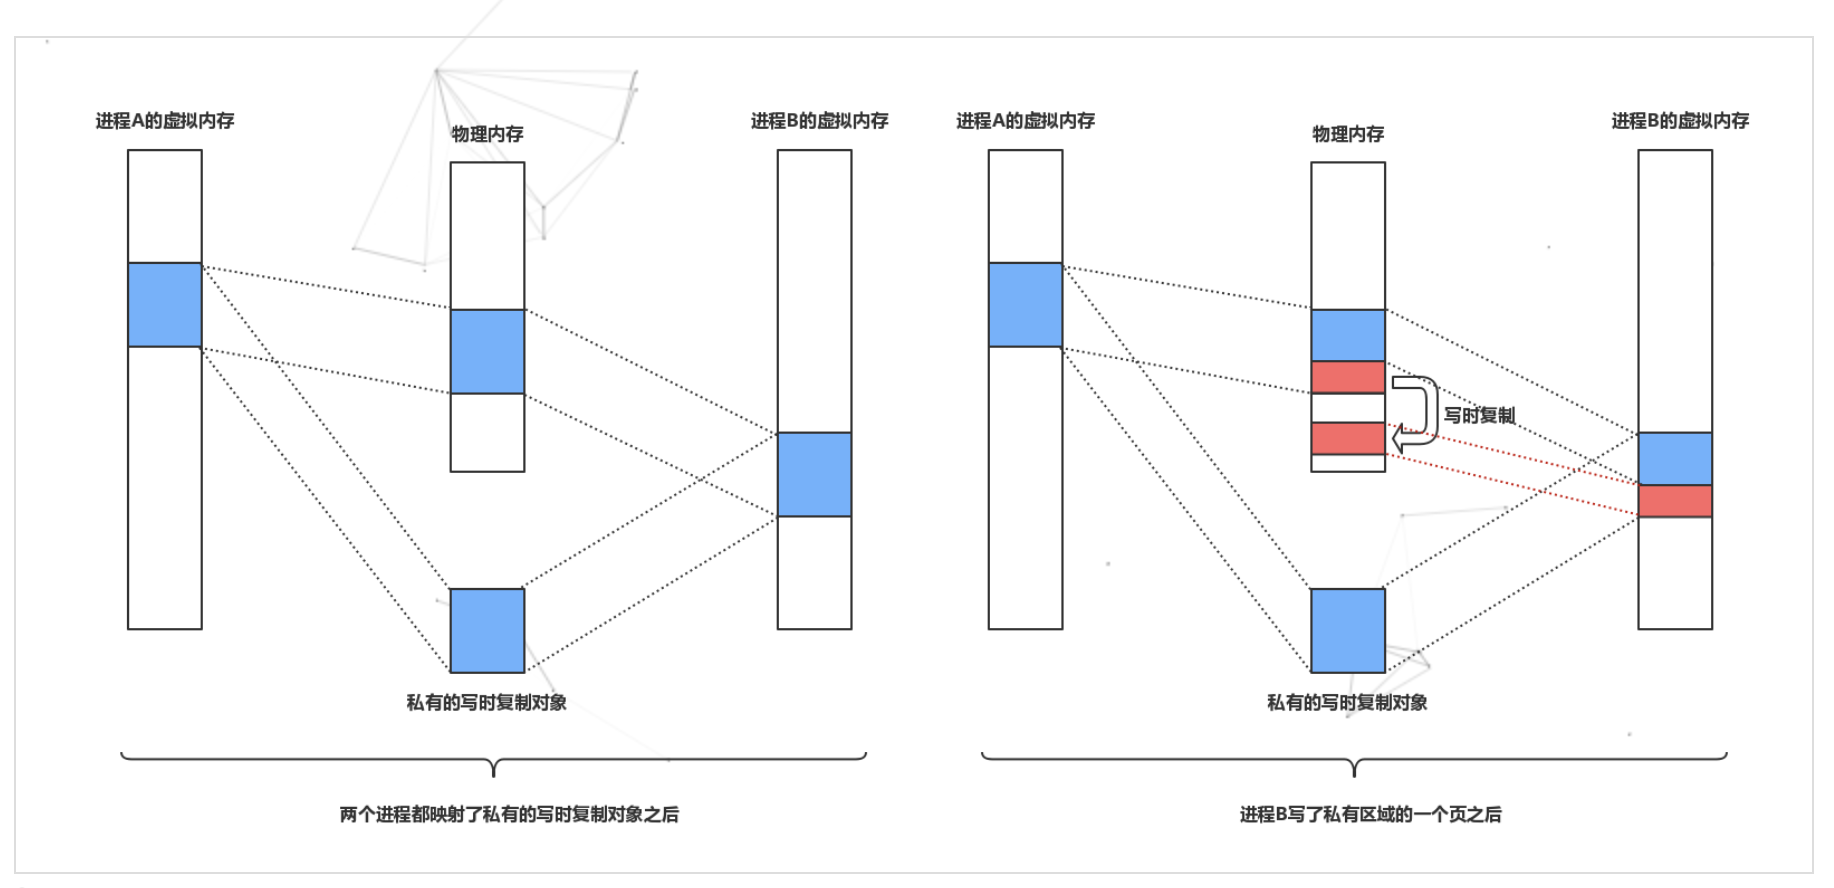 进程A的虚拟内存
物理内存
进程B的虚拟内存
私有的写时复制对象
两个进程都映射了私有的写时复制对象之后
进程A的虚拟内存
物理内存
进程B的虚拟内存
写时复制
私有的写时复制对象
进程B写了私有区域的一个页之后